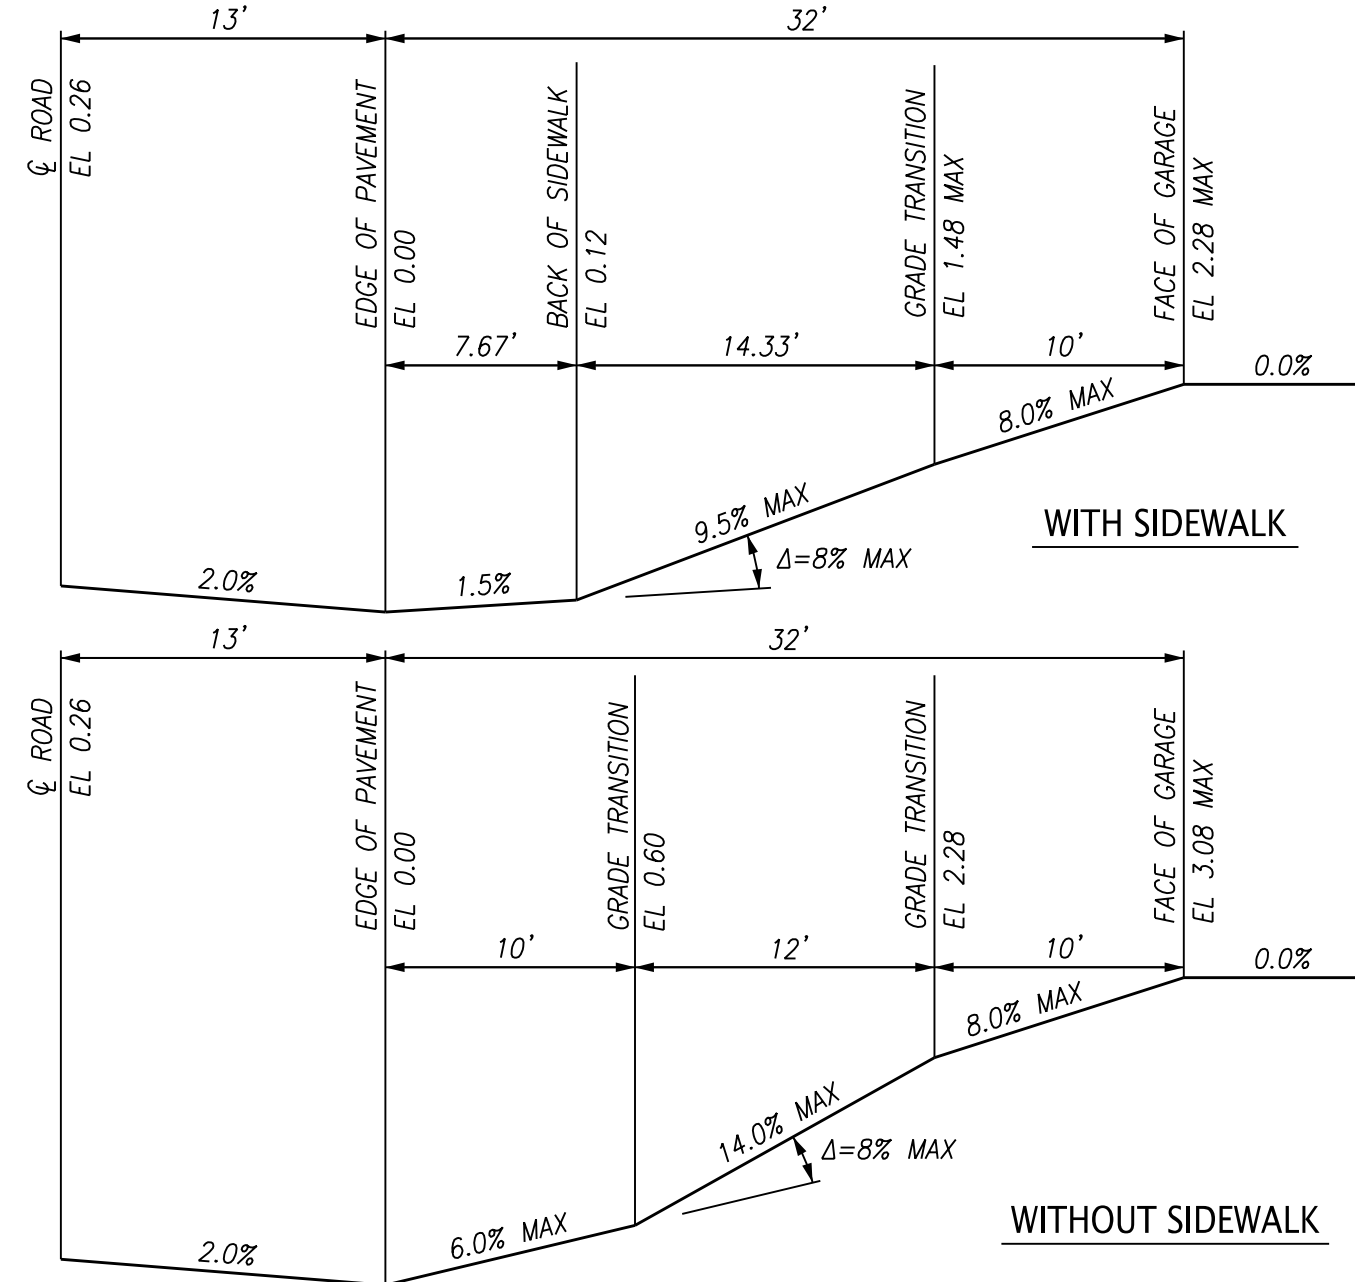 13' 32'
℄ ROAD
EL 0.26
EDGE OF PAVEMENT
EL 0.00
BACK OF SIDEWALK
EL 0.12
GRADE TRANSITION
EL 1.48 MAX
FACE OF GARAGE
EL 2.28 MAX
7.67' 14.33' 10'
0.0%
8.0% MAX
9.5% MAX
WITH SIDEWALK
Δ=8% MAX
2.0% 1.5%
13' 32'
℄ ROAD
EL 0.26
EDGE OF PAVEMENT
EL 0.00
GRADE TRANSITION
EL 0.60
GRADE TRANSITION
EL 2.28
FACE OF GARAGE
EL 3.08 MAX
10' 12' 10'
0.0%
8.0% MAX
14.0% MAX
Δ=8% MAX
WITHOUT SIDEWALK
6.0% MAX
2.0%